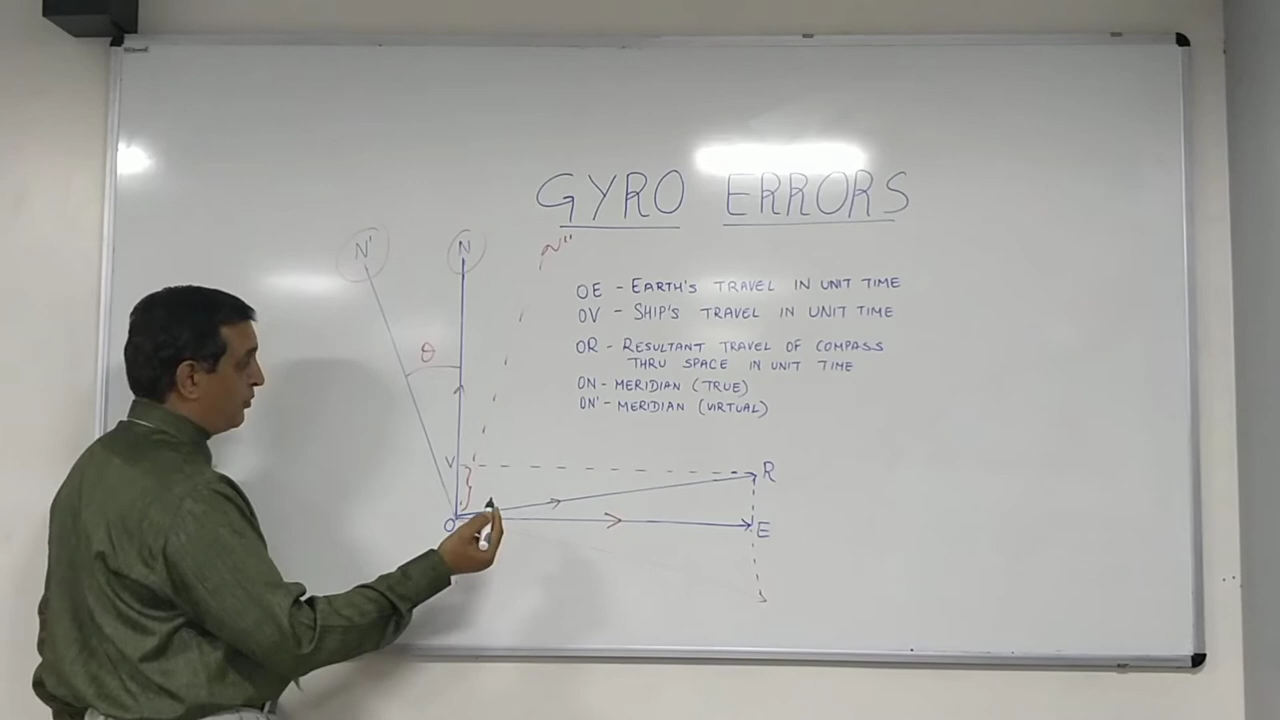 GYRO ERRORS
N'
N
N"
OE - EARTH'S TRAVEL IN UNIT TIME
OV - SHIP'S TRAVEL IN UNIT TIME
θ
OR - RESULTANT TRAVEL OF COMPASS
THRU SPACE IN UNIT TIME
ON - MERIDIAN (TRUE)
ON' - MERIDIAN (VIRTUAL)
V
R
O
E